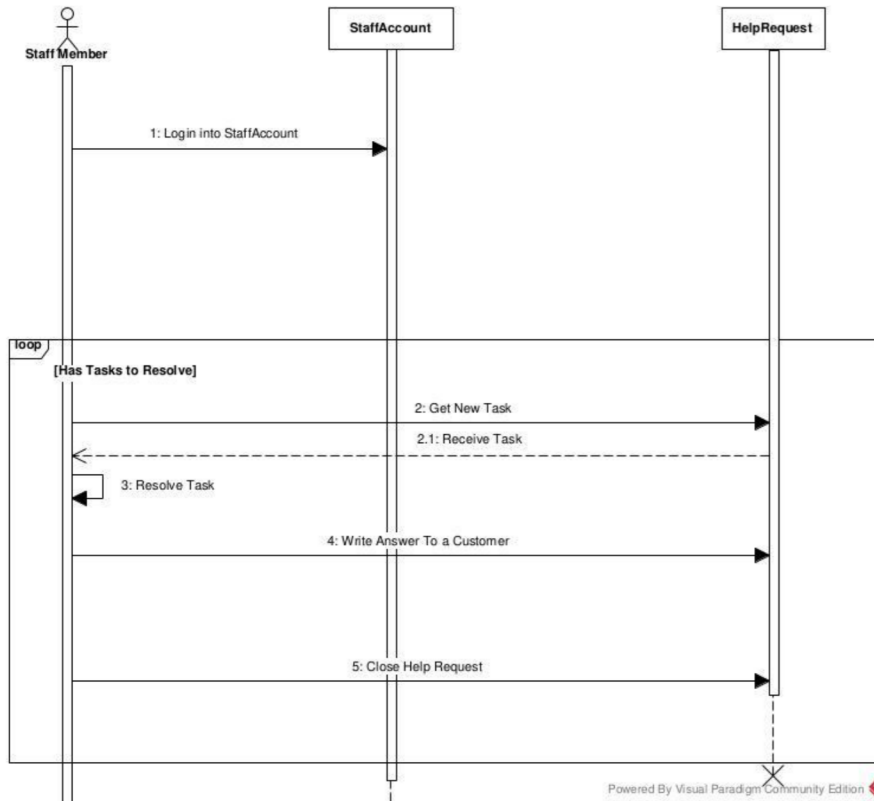 StaffAccount
HelpRequest
Staff Member
1: Login into StaffAccount
loop
[Has Tasks to Resolve]
2: Get New Task
2.1: Receive Task
3: Resolve Task
4: Write Answer To a Customer
5: Close Help Request
Powered By Visual Paradigm Community Edition